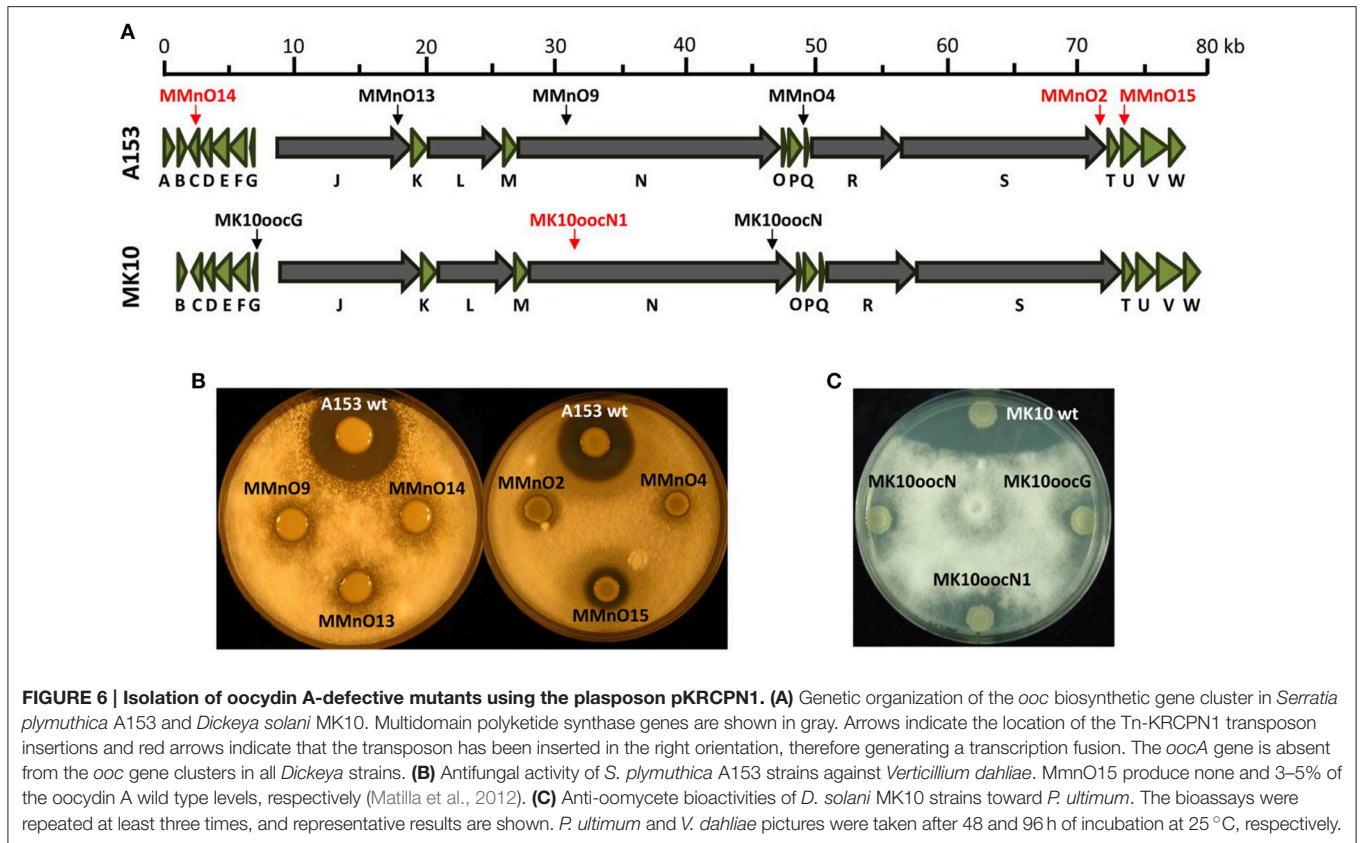 A
0 10 20 30 40 50 60 70 80 kb
MMnO14 MMnO13 MMnO9 MMnO4 MMnO2 MMnO15
A153
A B C D E F G J K L M N O P Q R S T U V W
MK10oocG MK10oocN1 MK10oocN
MK10
B C D E F G J K L M N O P Q R S T U V W
B
A153 wt
MMnO9 MMnO14
MMnO13
A153 wt
MMnO2 MMnO4
MMnO15
C
MK10 wt
MK10oocN MK10oocG
MK10oocN1
FIGURE 6 | Isolation of oocydin A-defective mutants using the plasposon pKRCPN1. (A) Genetic organization of the ooc biosynthetic gene cluster in Serratia
plymuthica A153 and Dickeya solani MK10. Multidomain polyketide synthase genes are shown in gray. Arrows indicate the location of the Tn-KRCPN1 transposon
insertions and red arrows indicate that the transposon has been inserted in the right orientation, therefore generating a transcription fusion. The oocA gene is absent
from the ooc gene clusters in all Dickeya strains. (B) Antifungal activity of S. plymuthica A153 strains against Verticillium dahliae. MmnO15 produce none and 3–5% of
the oocydin A wild type levels, respectively (Matilla et al., 2012). (C) Anti-oomycete bioactivities of D. solani MK10 strains toward P. ultimum. The bioassays were
repeated at least three times, and representative results are shown. P. ultimum and V. dahliae pictures were taken after 48 and 96 h of incubation at 25 °C, respectively.